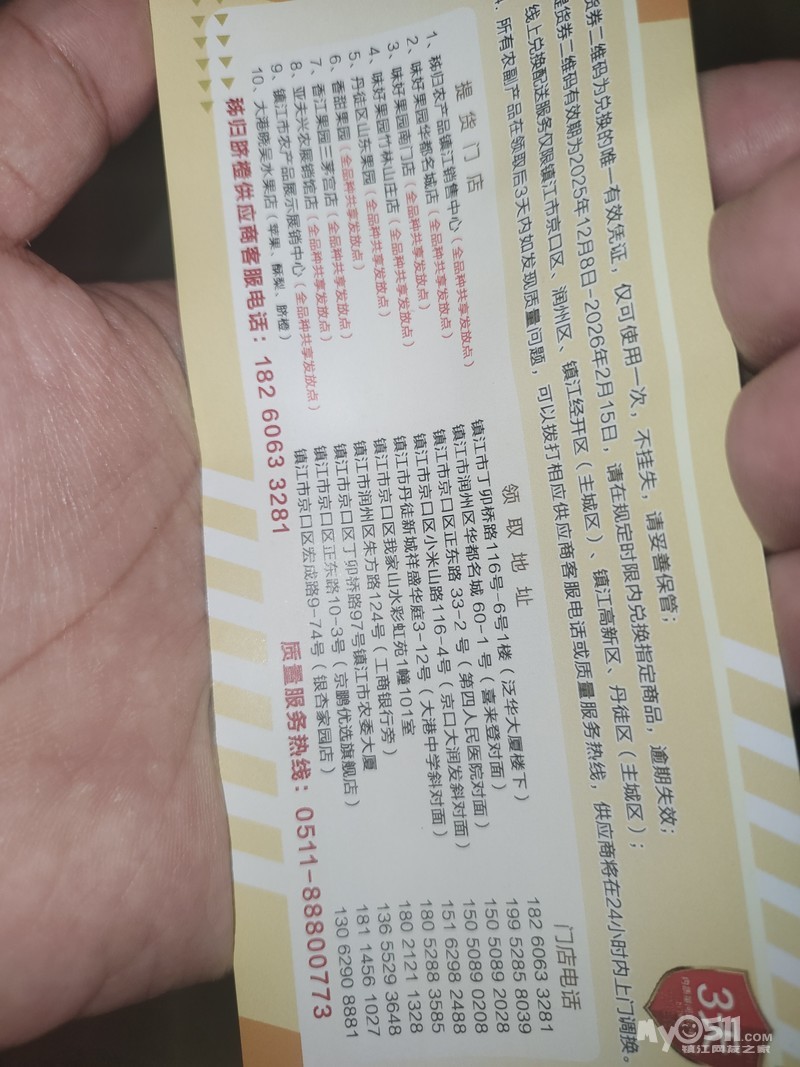 货券二维码为兑换的唯一有效凭证，仅可使用一次，不挂失，请妥善保管；
提货券二维码有效期为2025年12月8日-2026年2月15日，请在规定时限内兑换指定商品，逾期失效；
线上兑换配送服务仅限镇江市京口区、润州区、镇江经开区（主城区）、镇江高新区、丹徒区（主城区）；
所有农副产品在领取后3天内如发现质量问题，可以拨打相应供应商客服电话或质量服务热线，供应商将在24小时内上门调换。
提货门店 领取地址 门店电话
1、秭归农产品镇江销售中心（全品种共享发放点） 镇江市丁卯桥路116号-6号1楼（泛华大厦楼下） 182 6063 3281
2、味好果园华都名城店（全品种共享发放点） 镇江市润州区华都名城 60-1 号（喜来登对面） 199 5285 8039
3、味好果园南门店（全品种共享发放点） 镇江市京口区正东路 33-2 号（第四人民医院对面） 150 5089 2028
4、味好果园竹林山庄店（全品种共享发放点） 镇江市京口区小米山路116-4号（京口大润发斜对面） 150 5089 0208
5、丹徒区山东果园（全品种共享发放点） 镇江市丹徒新城祥盛华庭3-12号（大港中学斜对面） 151 6298 2488
6、香甜果园（全品种共享发放点） 镇江市京口区我家山水彩虹苑1幢101室 180 5288 3585
7、香江果园三茅宫店（全品种共享发放点） 镇江市润州区朱方路124号（工商银行旁） 180 2121 1328
8、亚夫兴农展销馆店（全品种共享发放点） 镇江市京口区丁卯桥路97号镇江市农委大厦 136 5529 3648
9、镇江市农产品展示展销中心（全品种共享发放点） 镇江市京口区正东路10-3号（京鹏优选旗舰店） 181 1456 1027
10、大港晓吴水果店（苹果、酥梨、脐橙） 镇江市京口区宏成路9-74号（银杏家园店） 130 6290 8881
秭归脐橙供应商客服电话：182 6063 3281 质量服务热线：0511-88800773
My0511.COM
镇江网友之家